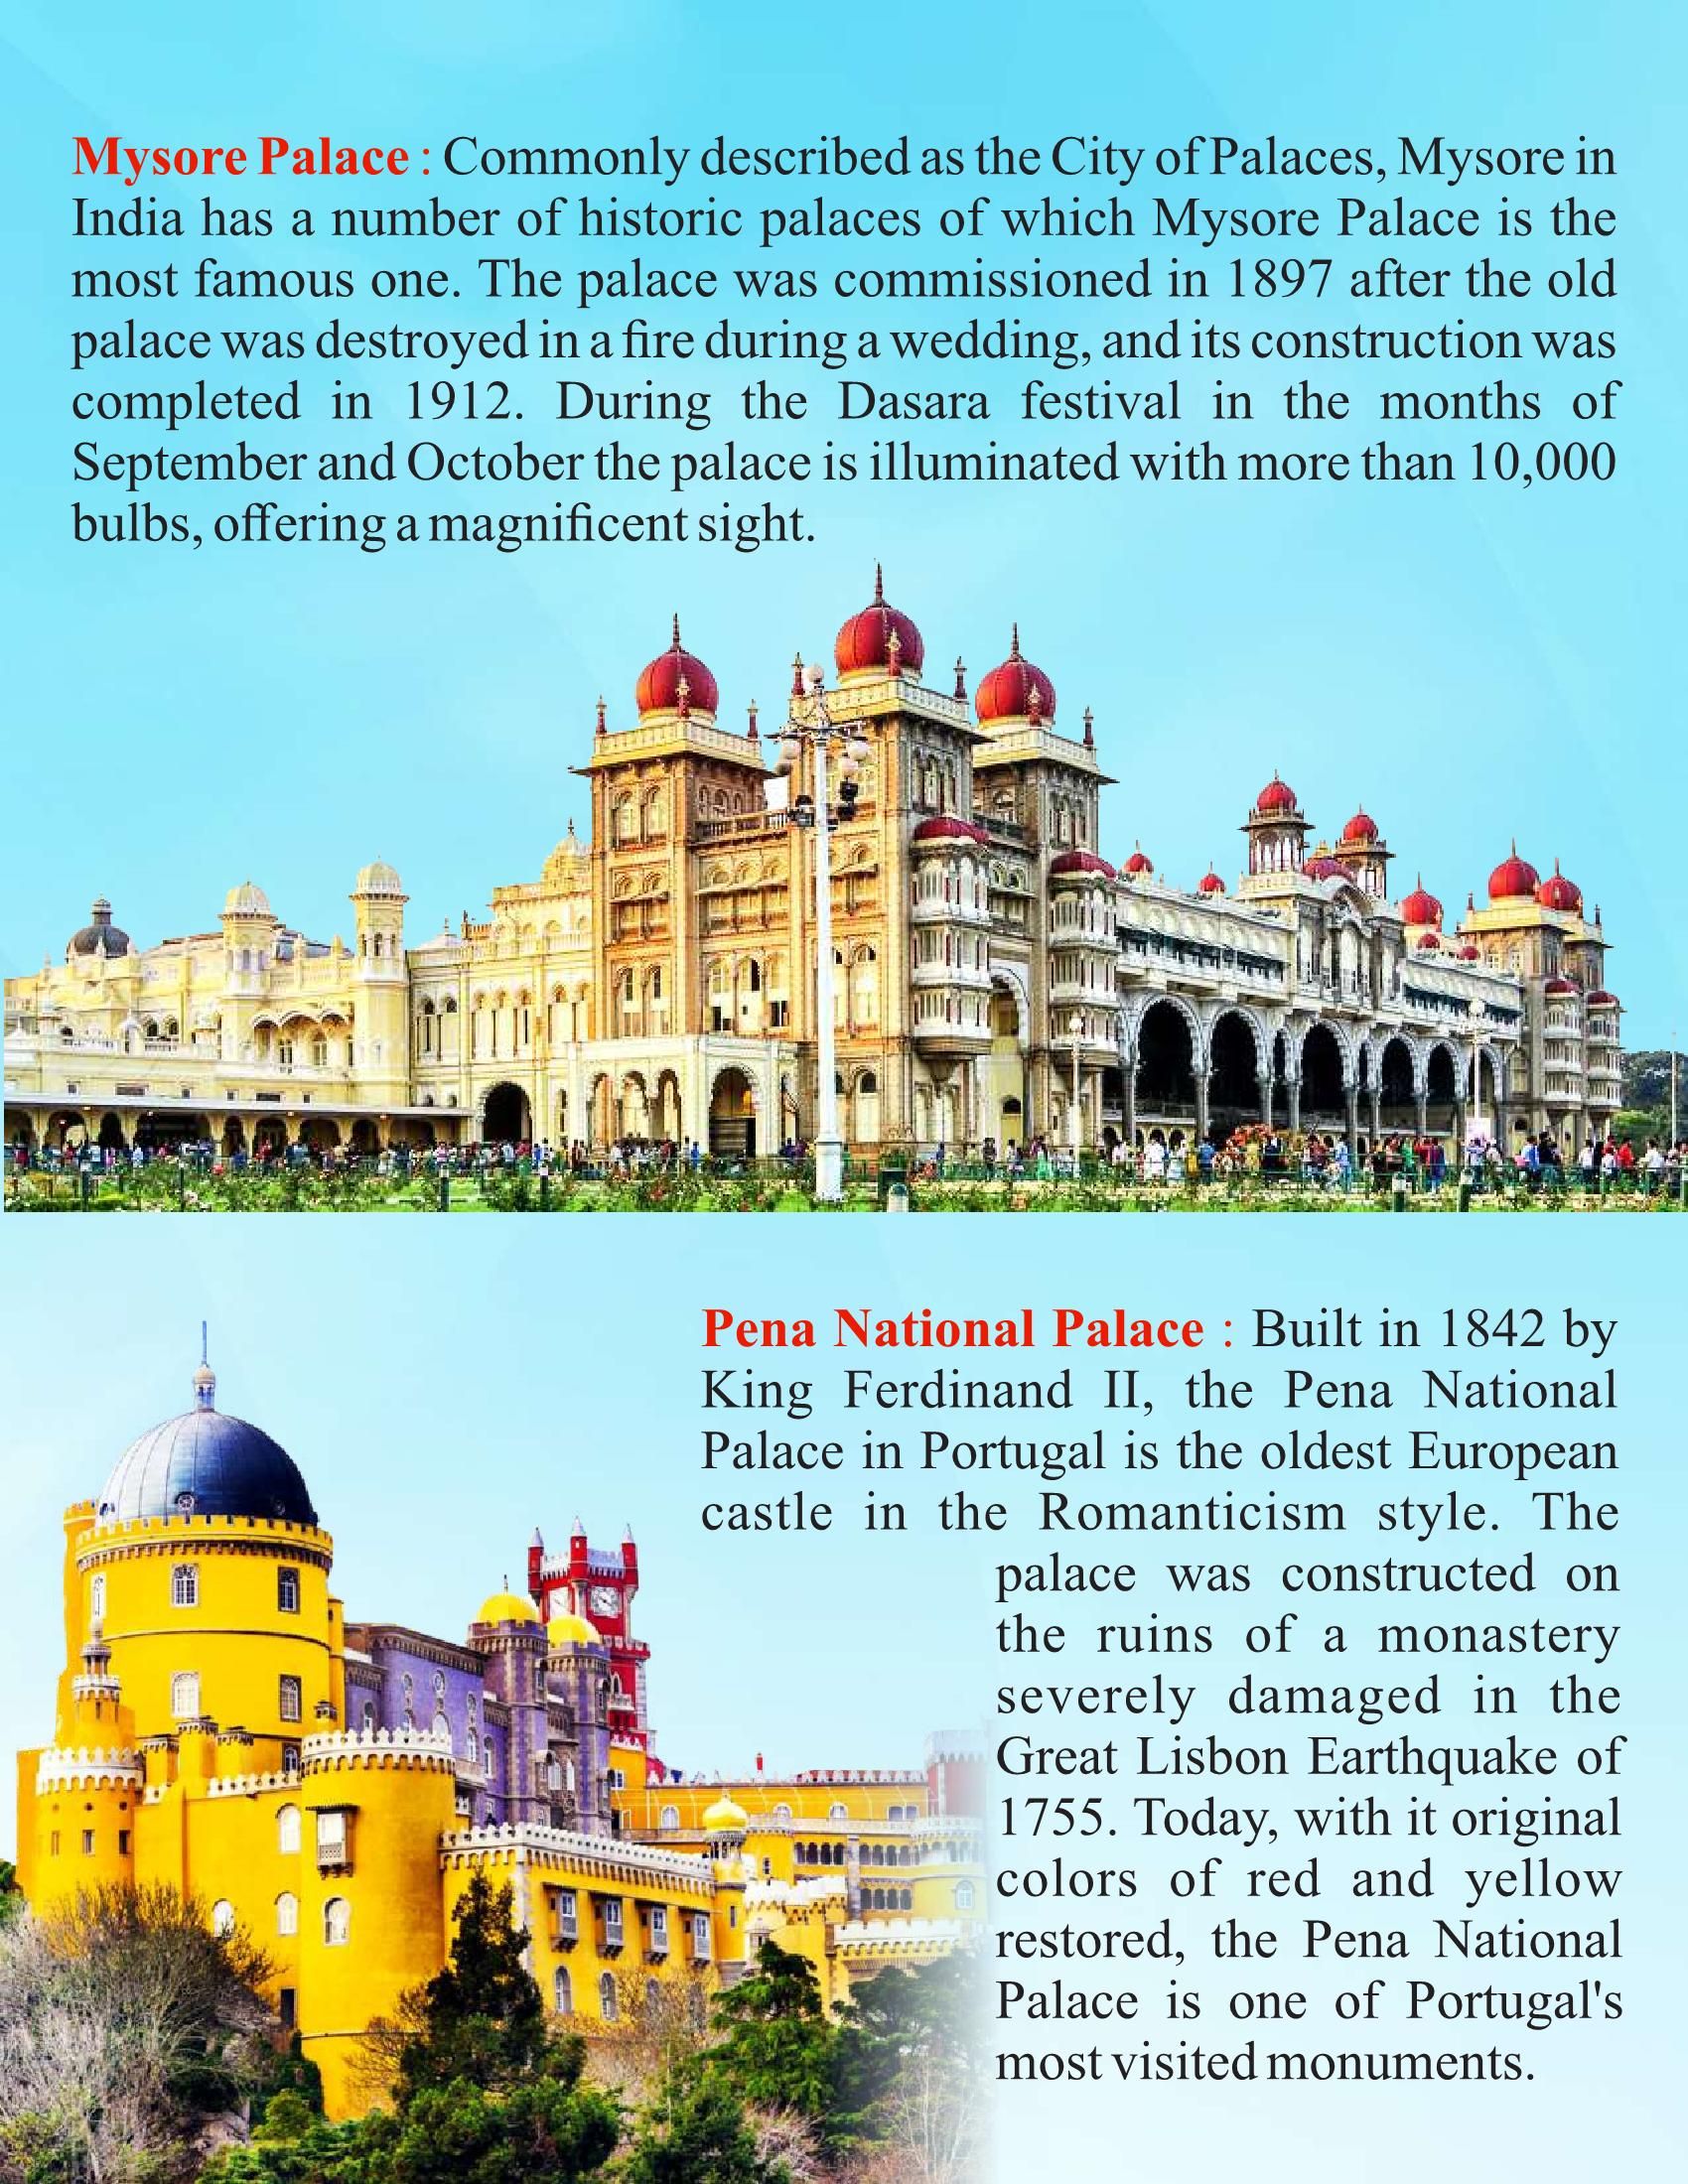 Mysore Palace : Commonly described as the City of Palaces, Mysore in
India has a number of historic palaces of which Mysore Palace is the
most famous one. The palace was commissioned in 1897 after the old
palace was destroyed in a fire during a wedding, and its construction was
completed in 1912. During the Dasara festival in the months of
September and October the palace is illuminated with more than 10,000
bulbs, offering a magnificent sight.
Pena National Palace : Built in 1842 by
King Ferdinand II, the Pena National
Palace in Portugal is the oldest European
castle in the Romanticism style. The
palace was constructed on
the ruins of a monastery
severely damaged in the
Great Lisbon Earthquake of
1755. Today, with it original
colors of red and yellow
restored, the Pena National
Palace is one of Portugal's
most visited monuments.